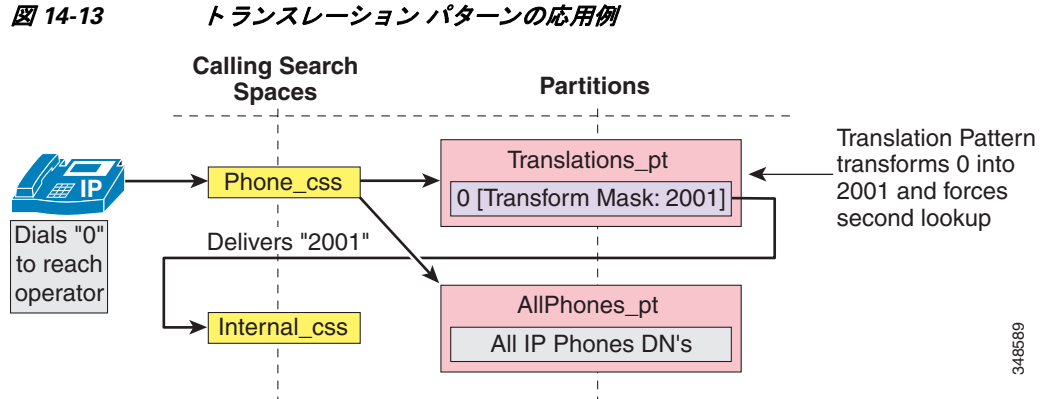 図 14-13 トランスレーション パターンの応用例
Calling Search
Spaces
Partitions
IP
Dials "0"
to reach
operator
Phone_css
Delivers "2001"
Internal_css
Translations_pt
0 [Transform Mask: 2001]
AllPhones_pt
All IP Phones DN's
Translation Pattern
transforms 0 into
2001 and forces
second lookup
348589